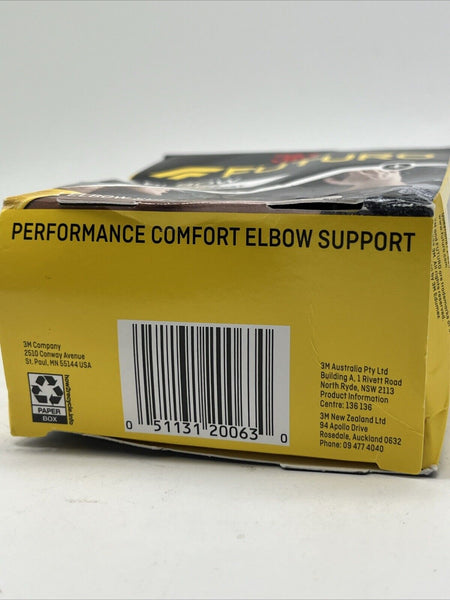 FUTURO
PERFORMANCE COMFORT ELBOW SUPPORT
3M Company
2510 Conway Avenue
St. Paul, MN 55144 USA
how2recycle.info
PAPER
BOX
0 51131 20063 0
3M Australia Pty Ltd
Building A, 1 Rivett Road
North Ryde, NSW 2113
Product Information
Centre: 136 136
3M New Zealand Ltd
94 Apollo Drive
Rosedale, Auckland 0632
Phone: 09 477 4040